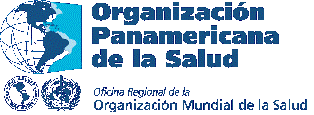 Organización
Panamericana
de la Salud
Oficina Regional de la
Organización Mundial de la Salud